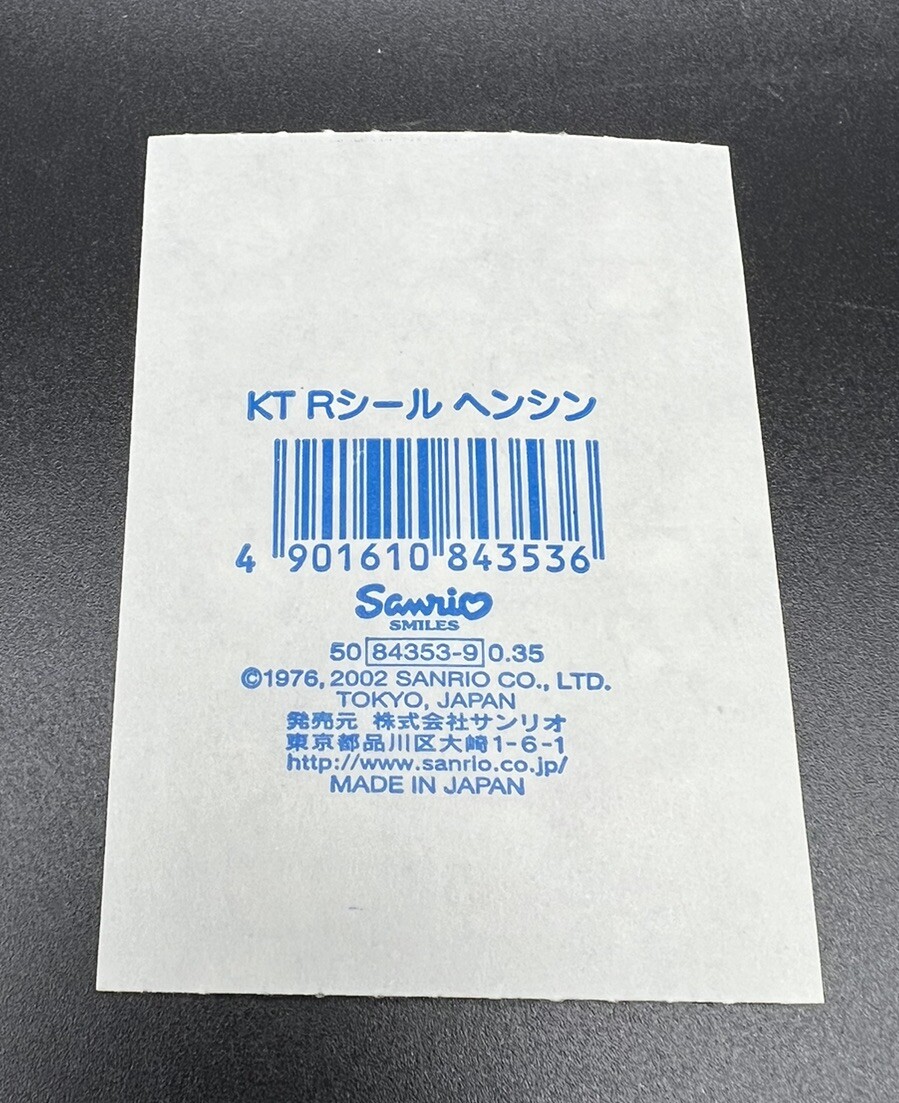 KT Rシール ヘンシン
4 901610 843536
Sanrio
SMILES
50 84353-9 0.35
©1976, 2002 SANRIO CO., LTD.
TOKYO, JAPAN
発売元 株式会社サンリオ
東京都品川区大崎1-6-1
http://www.sanrio.co.jp/
MADE IN JAPAN